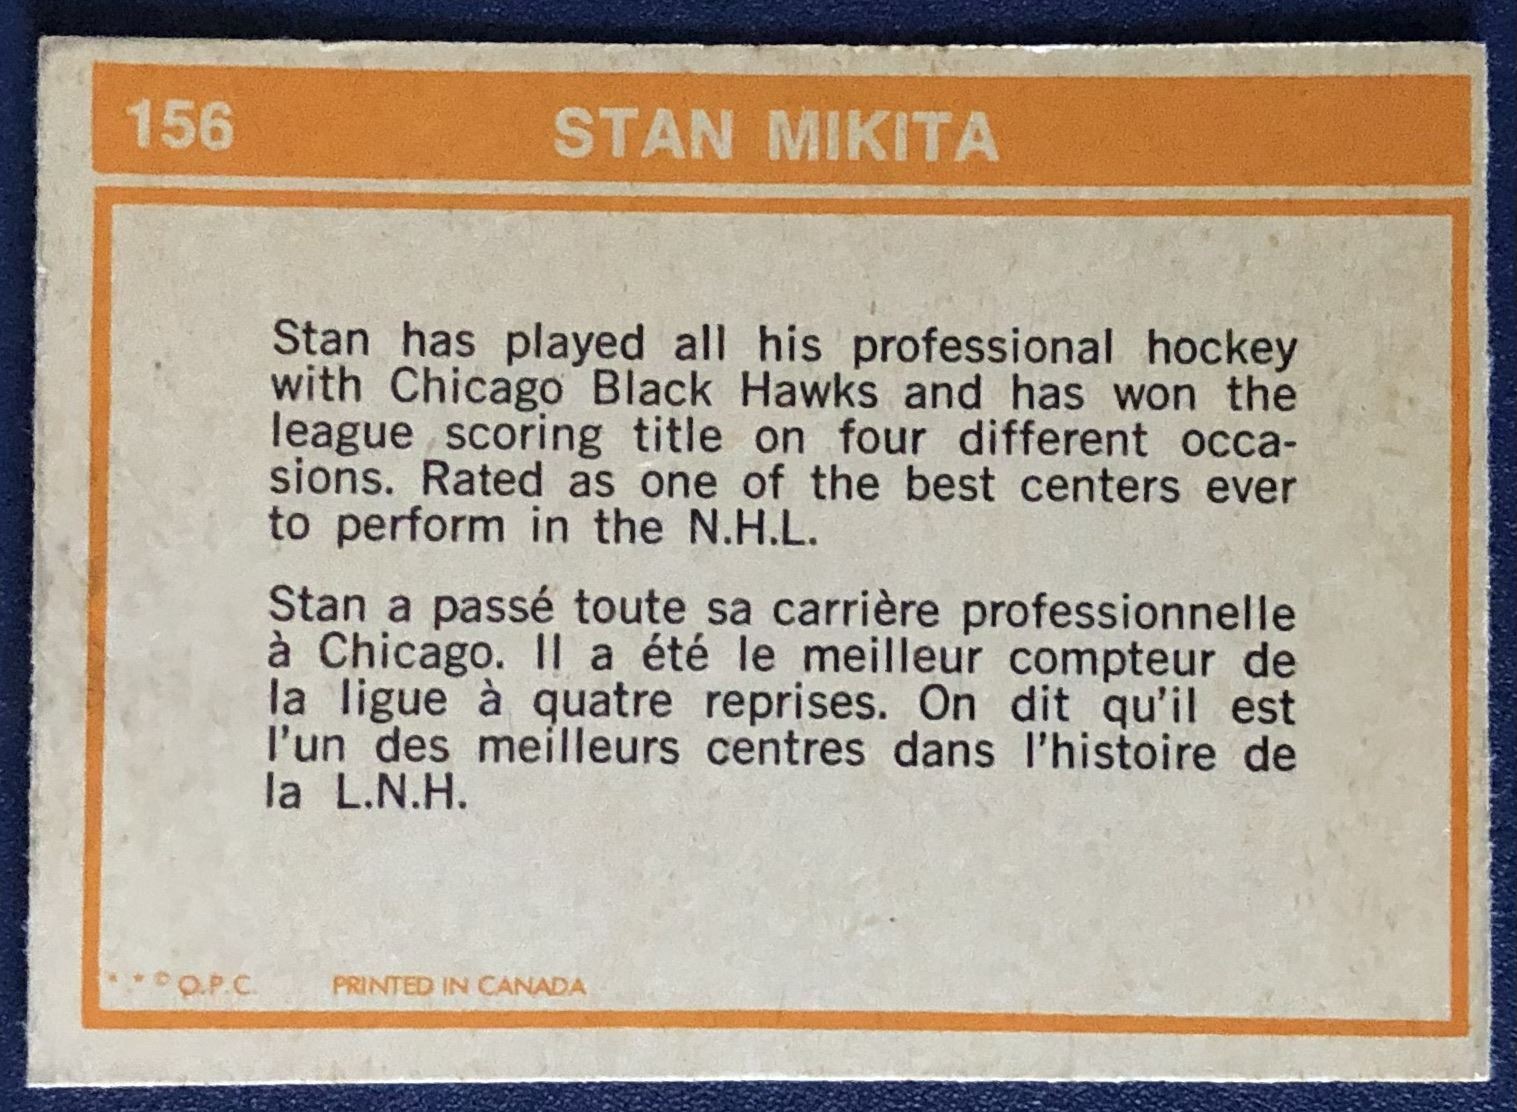 156 STAN MIKITA
Stan has played all his professional hockey
with Chicago Black Hawks and has won the
league scoring title on four different occa-
sions. Rated as one of the best centers ever
to perform in the N.H.L.
Stan a passé toute sa carrière professionnelle
à Chicago. Il a été le meilleur compteur de
la ligue à quatre reprises. On dit qu'il est
l'un des meilleurs centres dans l'histoire de
la L.N.H.
* * © O.P.C. PRINTED IN CANADA